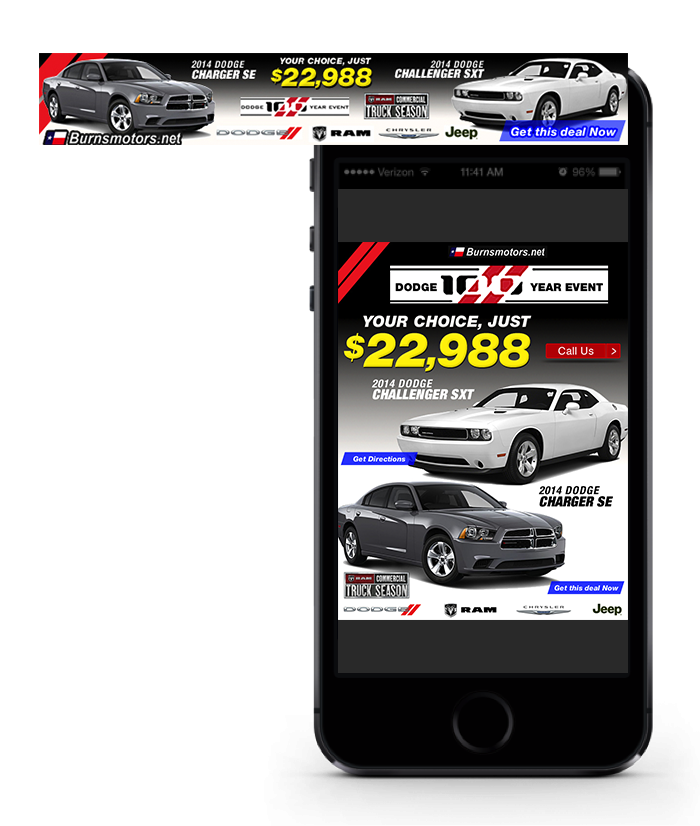 2014 DODGE
CHARGER SE
YOUR CHOICE, JUST
$22,988
2014 DODGE
CHALLENGER SXT
DODGE 100 YEAR EVENT
RAM COMMERCIAL
TRUCK SEASON
Burnsmotors.net
DODGE
RAM
CHRYSLER
Jeep
Get this deal Now
Verizon
11:41 AM
96%
Burnsmotors.net
DODGE 100 YEAR EVENT
YOUR CHOICE, JUST
$22,988
Call Us >
2014 DODGE
CHALLENGER SXT
Get Directions
2014 DODGE
CHARGER SE
RAM COMMERCIAL
TRUCK SEASON
Get this deal Now
DODGE
RAM
CHRYSLER
Jeep